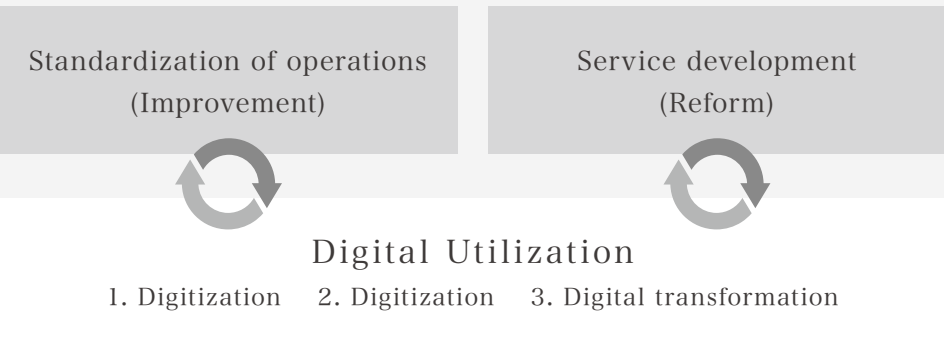 Standardization of operations
(Improvement)
Service development
(Reform)
Digital Utilization
1. Digitization 2. Digitization 3. Digital transformation